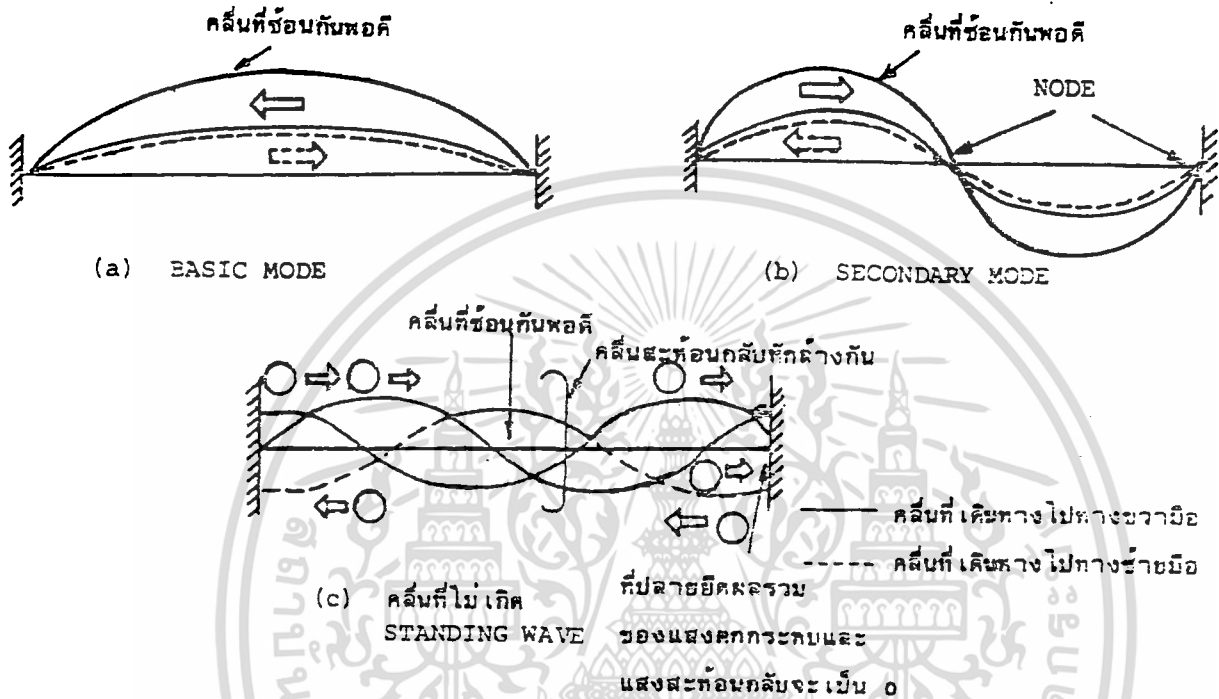 คลื่นที่ซ้อนกันพอดี
คลื่นที่ซ้อนกันพอดี
NODE
(a) BASIC MODE
(b) SECONDARY MODE
คลื่นที่ซ้อนกันพอดี
คลื่นสะท้อนกลับหักล้างกัน
คลื่นที่เดินทางไปทางขวามือ
คลื่นที่เดินทางไปทางซ้ายมือ
(c) คลื่นที่ไม่เกิด
STANDING WAVE
ที่ปลายยึดผลรวม
ของแสงตกกระทบและ
แสงสะท้อนกลับจะเป็น 0